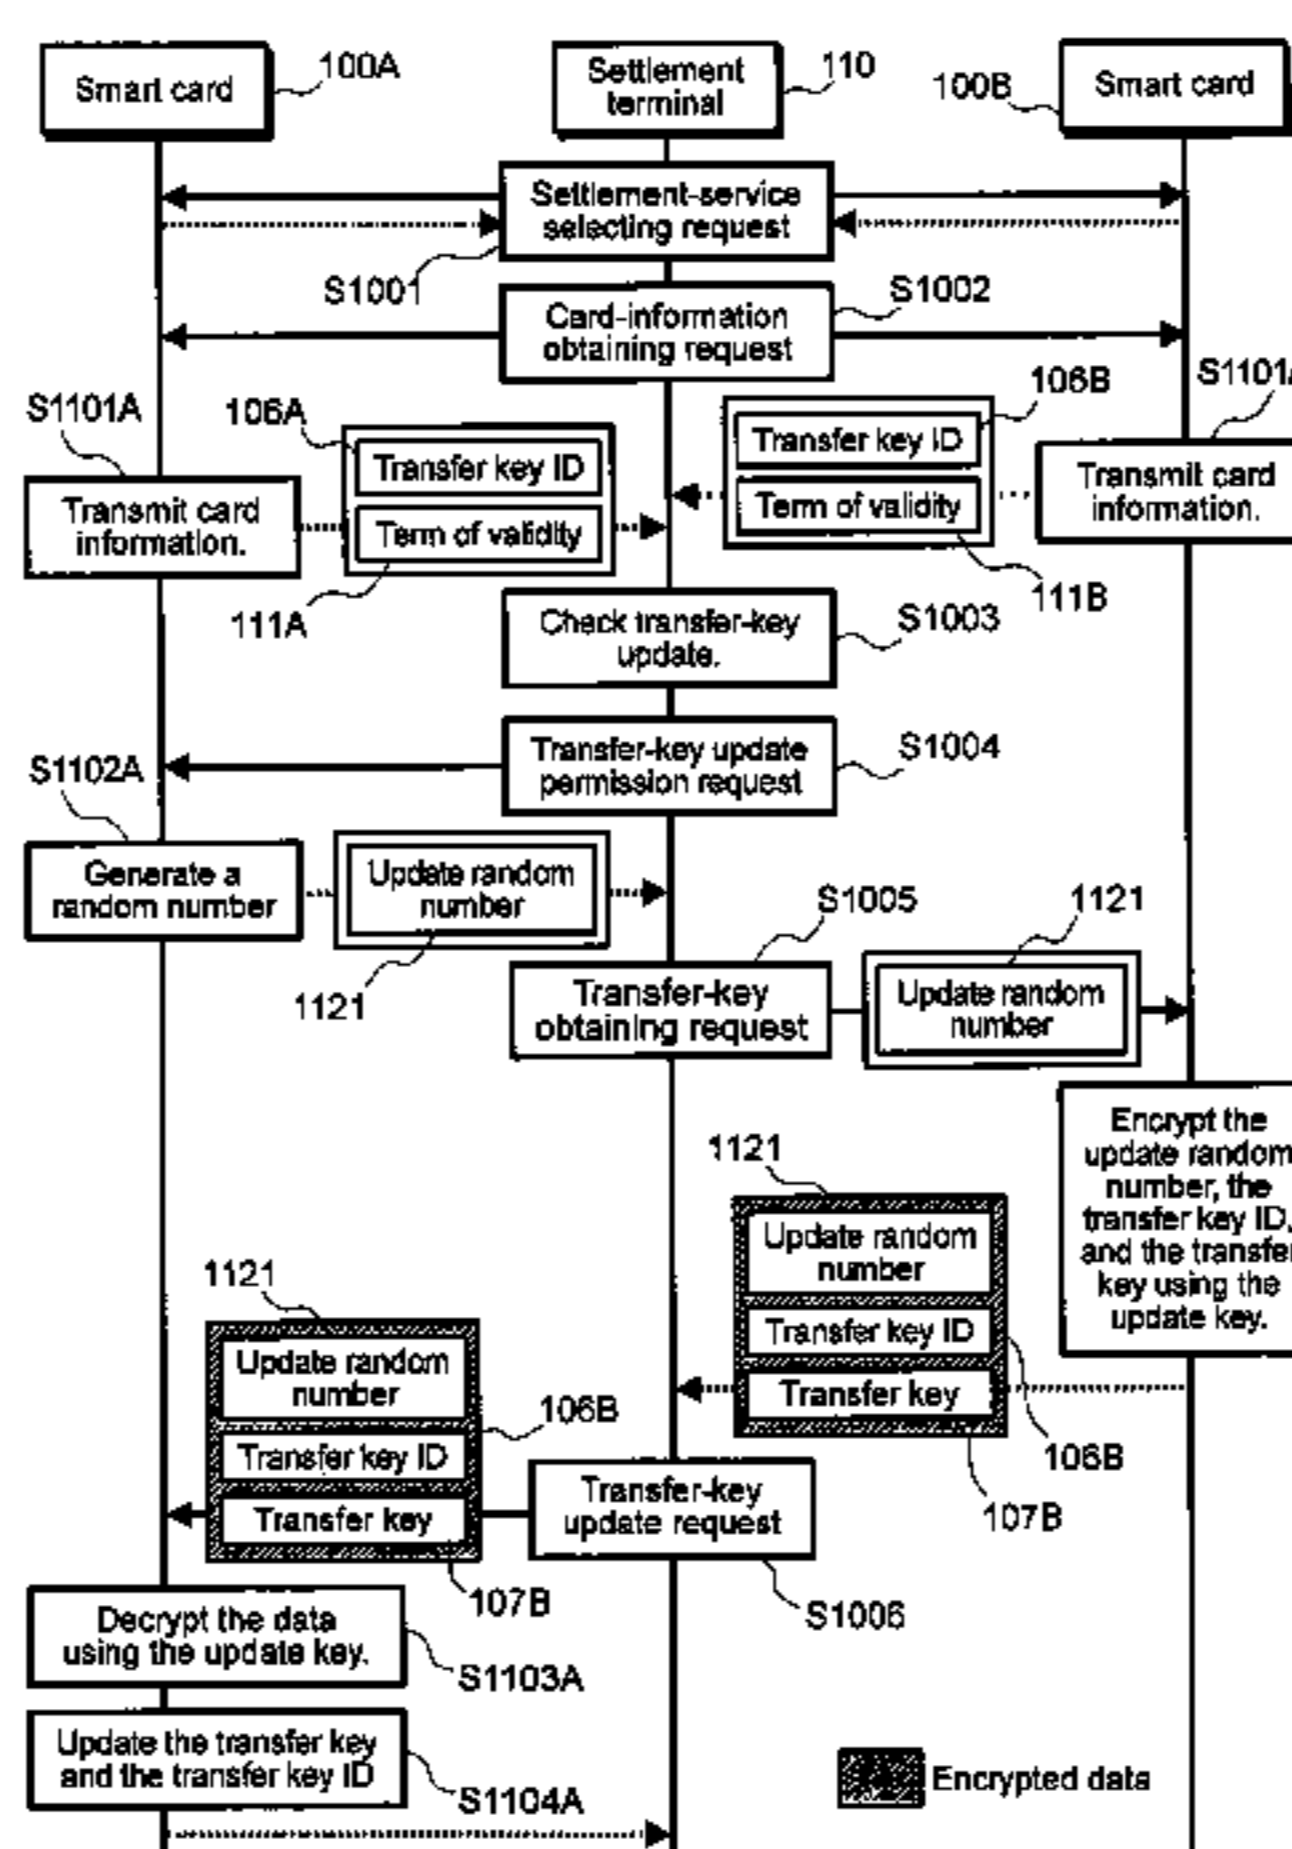 Smart card
100A
Settlement
terminal
110
100B
Smart card
Settlement-service
selecting request
S1001
Card-information
obtaining request
S1002
S1101A
106A
Transfer key ID
Term of validity
111A
Transmit card
information.
106B
Transfer key ID
Term of validity
111B
Transmit card
information.
Check transfer-key
update.
S1003
Transfer-key update
permission request
S1004
S1102A
Generate a
random number
Update random
number
1121
S1005
Transfer-key
obtaining request
1121
Update random
number
Encrypt the
update random
number, the
transfer key ID,
and the transfer
key using the
update key.
1121
Update random
number
Transfer key ID
Transfer key
106B
107B
1121
Update random
number
Transfer key ID
Transfer key
106B
107B
Transfer-key
update request
S1006
Decrypt the data
using the update key.
S1103A
Update the transfer key
and the transfer key ID
S1104A
Encrypted data